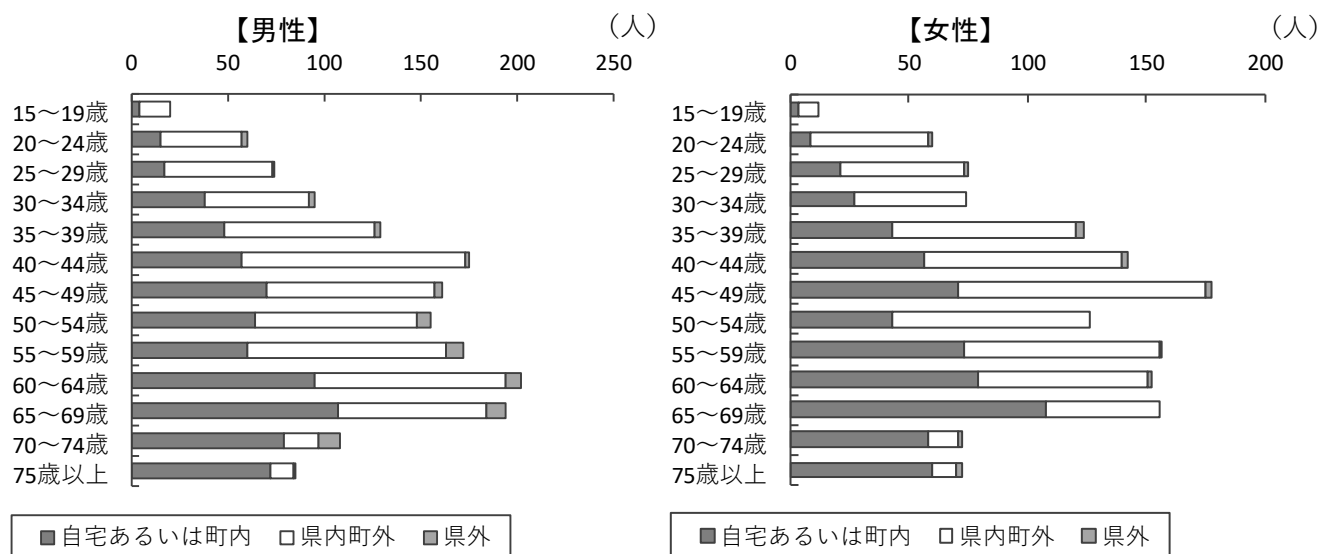 【男性】 (人)
0 50 100 150 200 250
15〜19歳
20〜24歳
25〜29歳
30〜34歳
35〜39歳
40〜44歳
45〜49歳
50〜54歳
55〜59歳
60〜64歳
65〜69歳
70〜74歳
75歳以上
自宅あるいは町内 県内町外 県外
【女性】 (人)
0 50 100 150 200
15〜19歳
20〜24歳
25〜29歳
30〜34歳
35〜39歳
40〜44歳
45〜49歳
50〜54歳
55〜59歳
60〜64歳
65〜69歳
70〜74歳
75歳以上
自宅あるいは町内 県内町外 県外